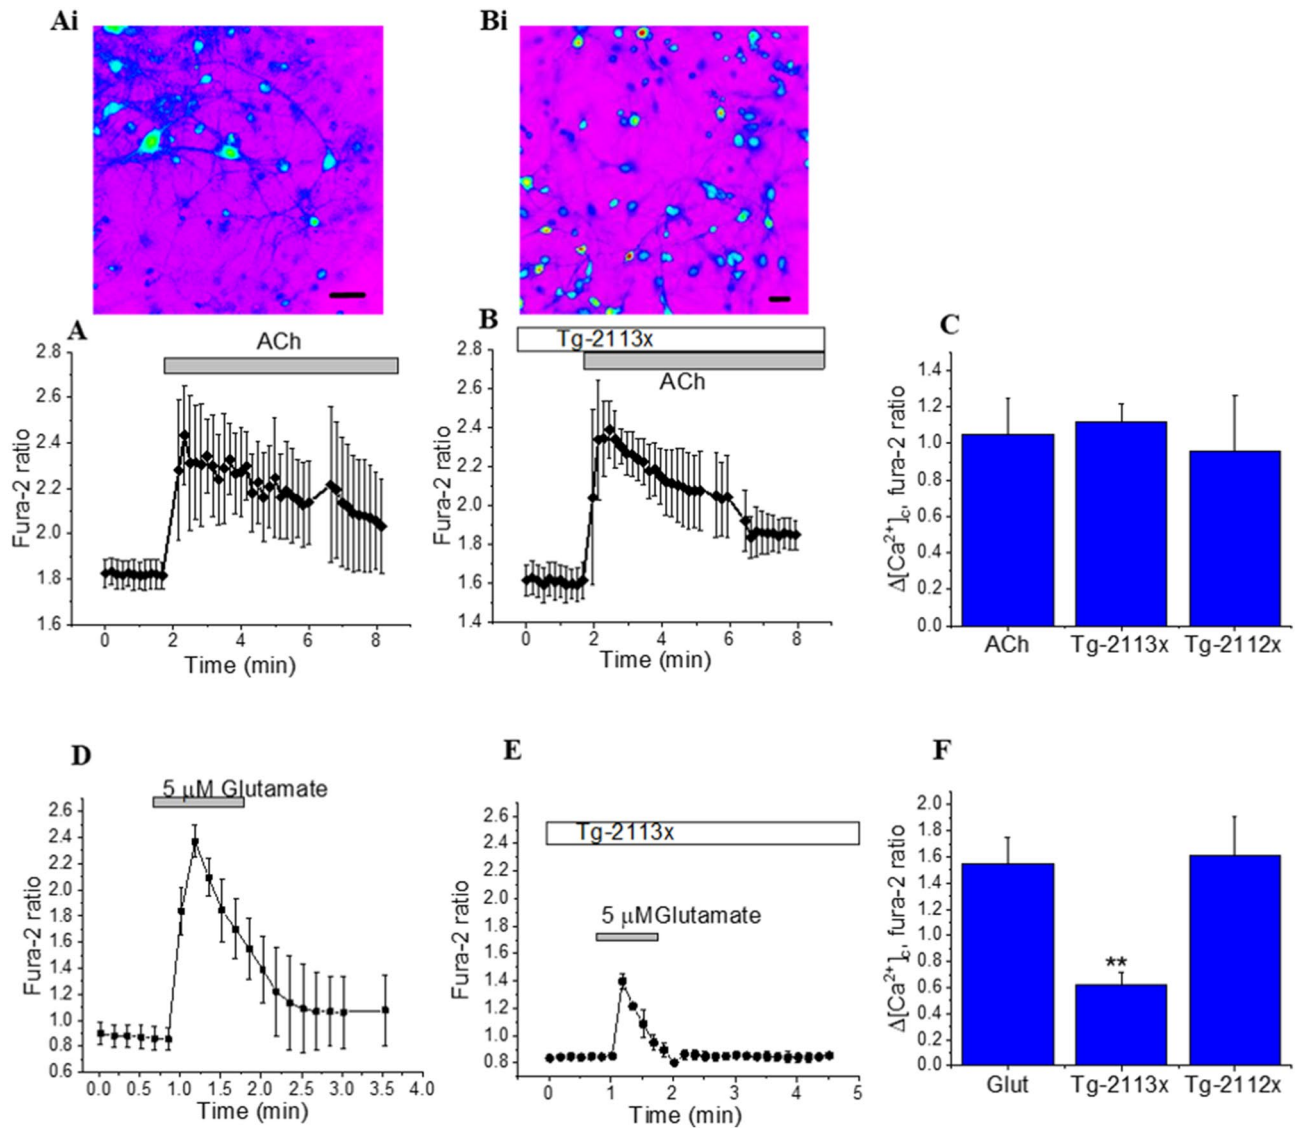 Ai
Bi
A
ACh
2.8
2.6
2.4
2.2
2.0
1.8
1.6
Fura-2 ratio
0 2 4 6 8
Time (min)
B
Tg-2113x
ACh
2.8
2.6
2.4
2.2
2.0
1.8
1.6
1.4
Fura-2 ratio
0 2 4 6 8
Time (min)
C
1.4
1.2
1.0
0.8
0.6
0.4
0.2
0.0
Δ[Ca²⁺]c, fura-2 ratio
ACh Tg-2113x Tg-2112x
D
5 μM Glutamate
2.6
2.4
2.2
2.0
1.8
1.6
1.4
1.2
1.0
0.8
0.6
Fura-2 ratio
0.0 0.5 1.0 1.5 2.0 2.5 3.0 3.5 4.0
Time (min)
E
Tg-2113x
5 μMGlutamate
2.6
2.4
2.2
2.0
1.8
1.6
1.4
1.2
1.0
0.8
Fura-2 ratio
0 1 2 3 4 5
Time (min)
F
2.0
1.8
1.6
1.4
1.2
1.0
0.8
0.6
0.4
0.2
0.0
Δ[Ca²⁺]c, fura-2 ratio
**
Glut Tg-2113x Tg-2112x